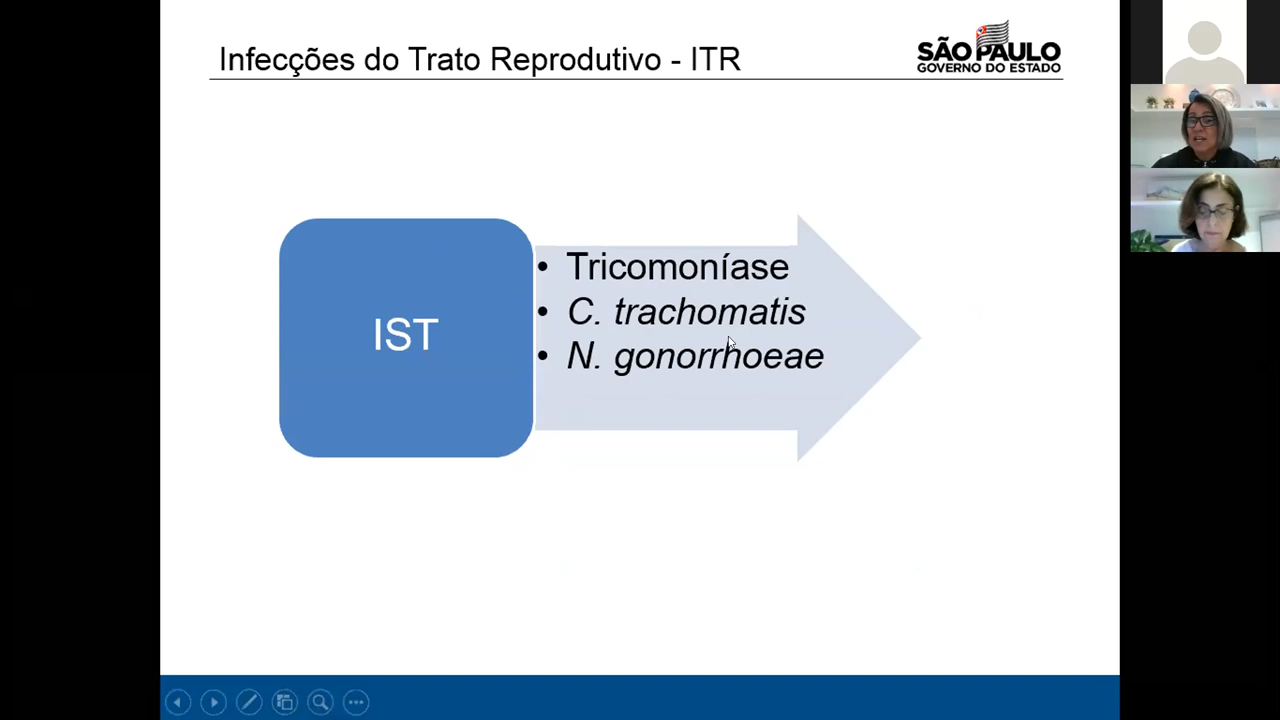 Infecções do Trato Reprodutivo - ITR
SÃO PAULO
GOVERNO DO ESTADO
IST
• Tricomoníase
• C. trachomatis
• N. gonorrhoeae